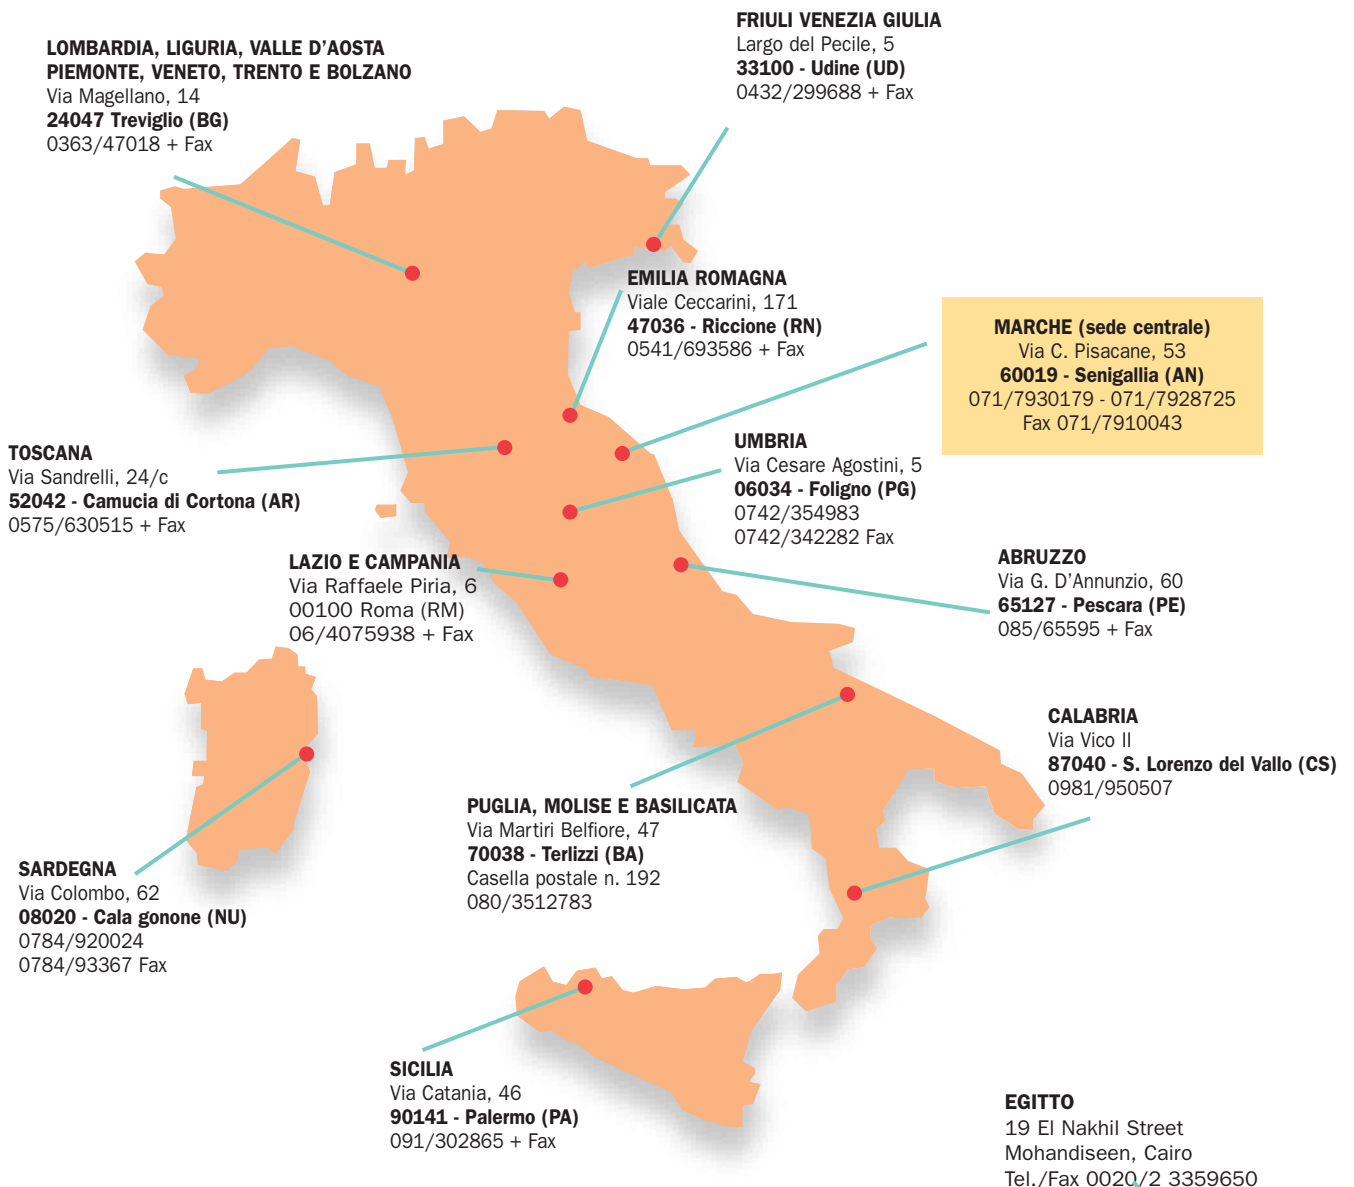 LOMBARDIA, LIGURIA, VALLE D'AOSTA
PIEMONTE, VENETO, TRENTO E BOLZANO
Via Magellano, 14
24047 Treviglio (BG)
0363/47018 + Fax
FRIULI VENEZIA GIULIA
Largo del Pecile, 5
33100 - Udine (UD)
0432/299688 + Fax
EMILIA ROMAGNA
Viale Ceccarini, 171
47036 - Riccione (RN)
0541/693586 + Fax
MARCHE (sede centrale)
Via C. Pisacane, 53
60019 - Senigallia (AN)
071/7930179 - 071/7928725
Fax 071/7910043
TOSCANA
Via Sandrelli, 24/c
52042 - Camucia di Cortona (AR)
0575/630515 + Fax
UMBRIA
Via Cesare Agostini, 5
06034 - Foligno (PG)
0742/354983
0742/342282 Fax
LAZIO E CAMPANIA
Via Raffaele Piria, 6
00100 Roma (RM)
06/4075938 + Fax
ABRUZZO
Via G. D'Annunzio, 60
65127 - Pescara (PE)
085/65595 + Fax
CALABRIA
Via Vico II
87040 - S. Lorenzo del Vallo (CS)
0981/950507
PUGLIA, MOLISE E BASILICATA
Via Martiri Belfiore, 47
70038 - Terlizzi (BA)
Casella postale n. 192
080/3512783
SARDEGNA
Via Colombo, 62
08020 - Cala gonone (NU)
0784/920024
0784/93367 Fax
SICILIA
Via Catania, 46
90141 - Palermo (PA)
091/302865 + Fax
EGITTO
19 El Nakhil Street
Mohandiseen, Cairo
Tel./Fax 0020/2 3359650